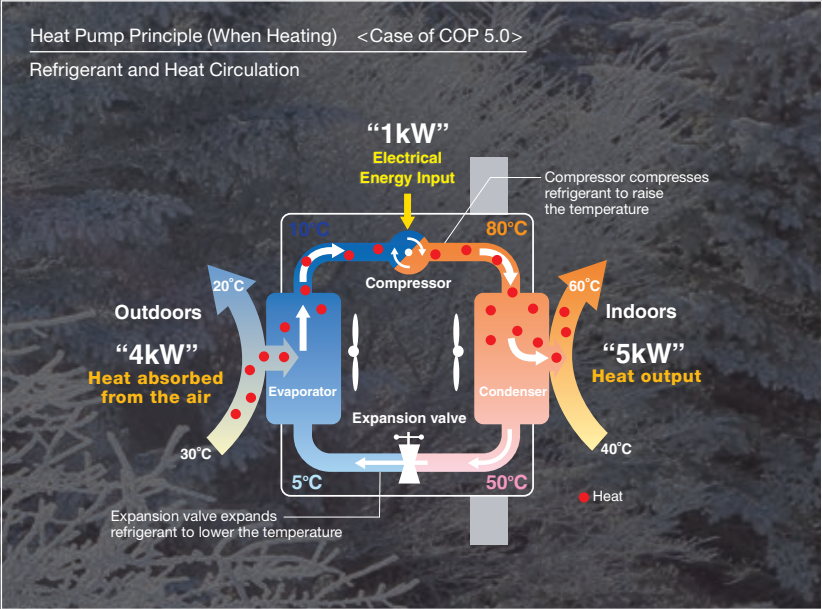 Heat Pump Principle (When Heating) <Case of COP 5.0>
Refrigerant and Heat Circulation
“1kW”
Electrical
Energy Input
Compressor compresses
refrigerant to raise
the temperature
10°C
80°C
Compressor
20°C
60°C
Outdoors
Indoors
“4kW”
Heat absorbed
from the air
“5kW”
Heat output
Evaporator
Condenser
Expansion valve
30°C
40°C
5°C
50°C
Heat
Expansion valve expands
refrigerant to lower the temperature